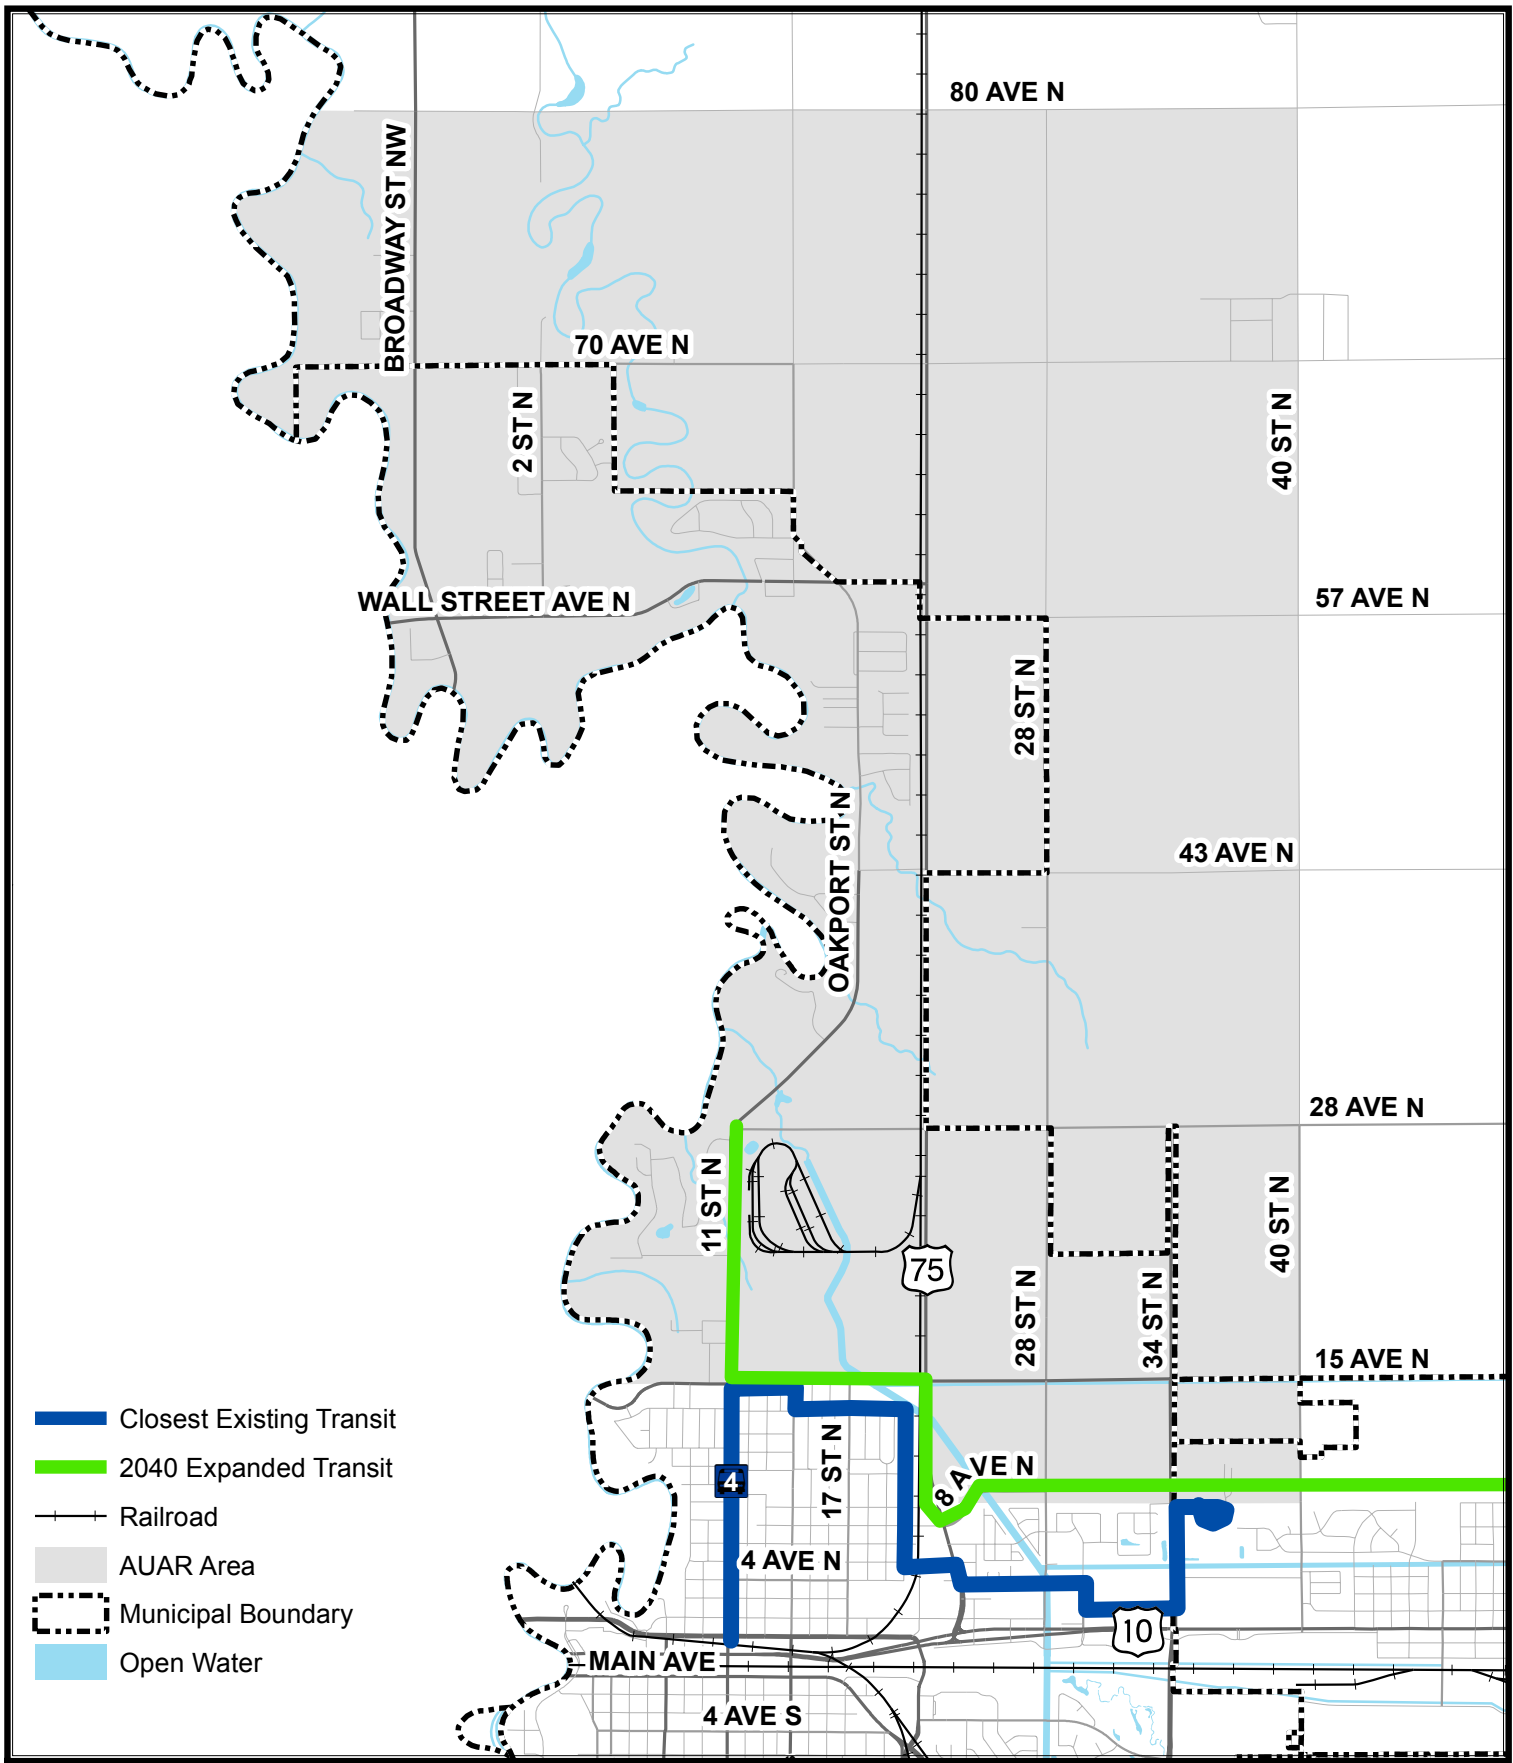 80 AVE N
BROADWAY ST NW
70 AVE N
2 ST N
40 ST N
WALL STREET AVE N
57 AVE N
28 ST N
OAKPORT ST N
43 AVE N
28 AVE N
11 ST N
75
40 ST N
28 ST N
34 ST N
15 AVE N
Closest Existing Transit
2040 Expanded Transit
Railroad
AUAR Area
Municipal Boundary
Open Water
4
17 ST N
8 AVE N
4 AVE N
10
MAIN AVE
4 AVE S